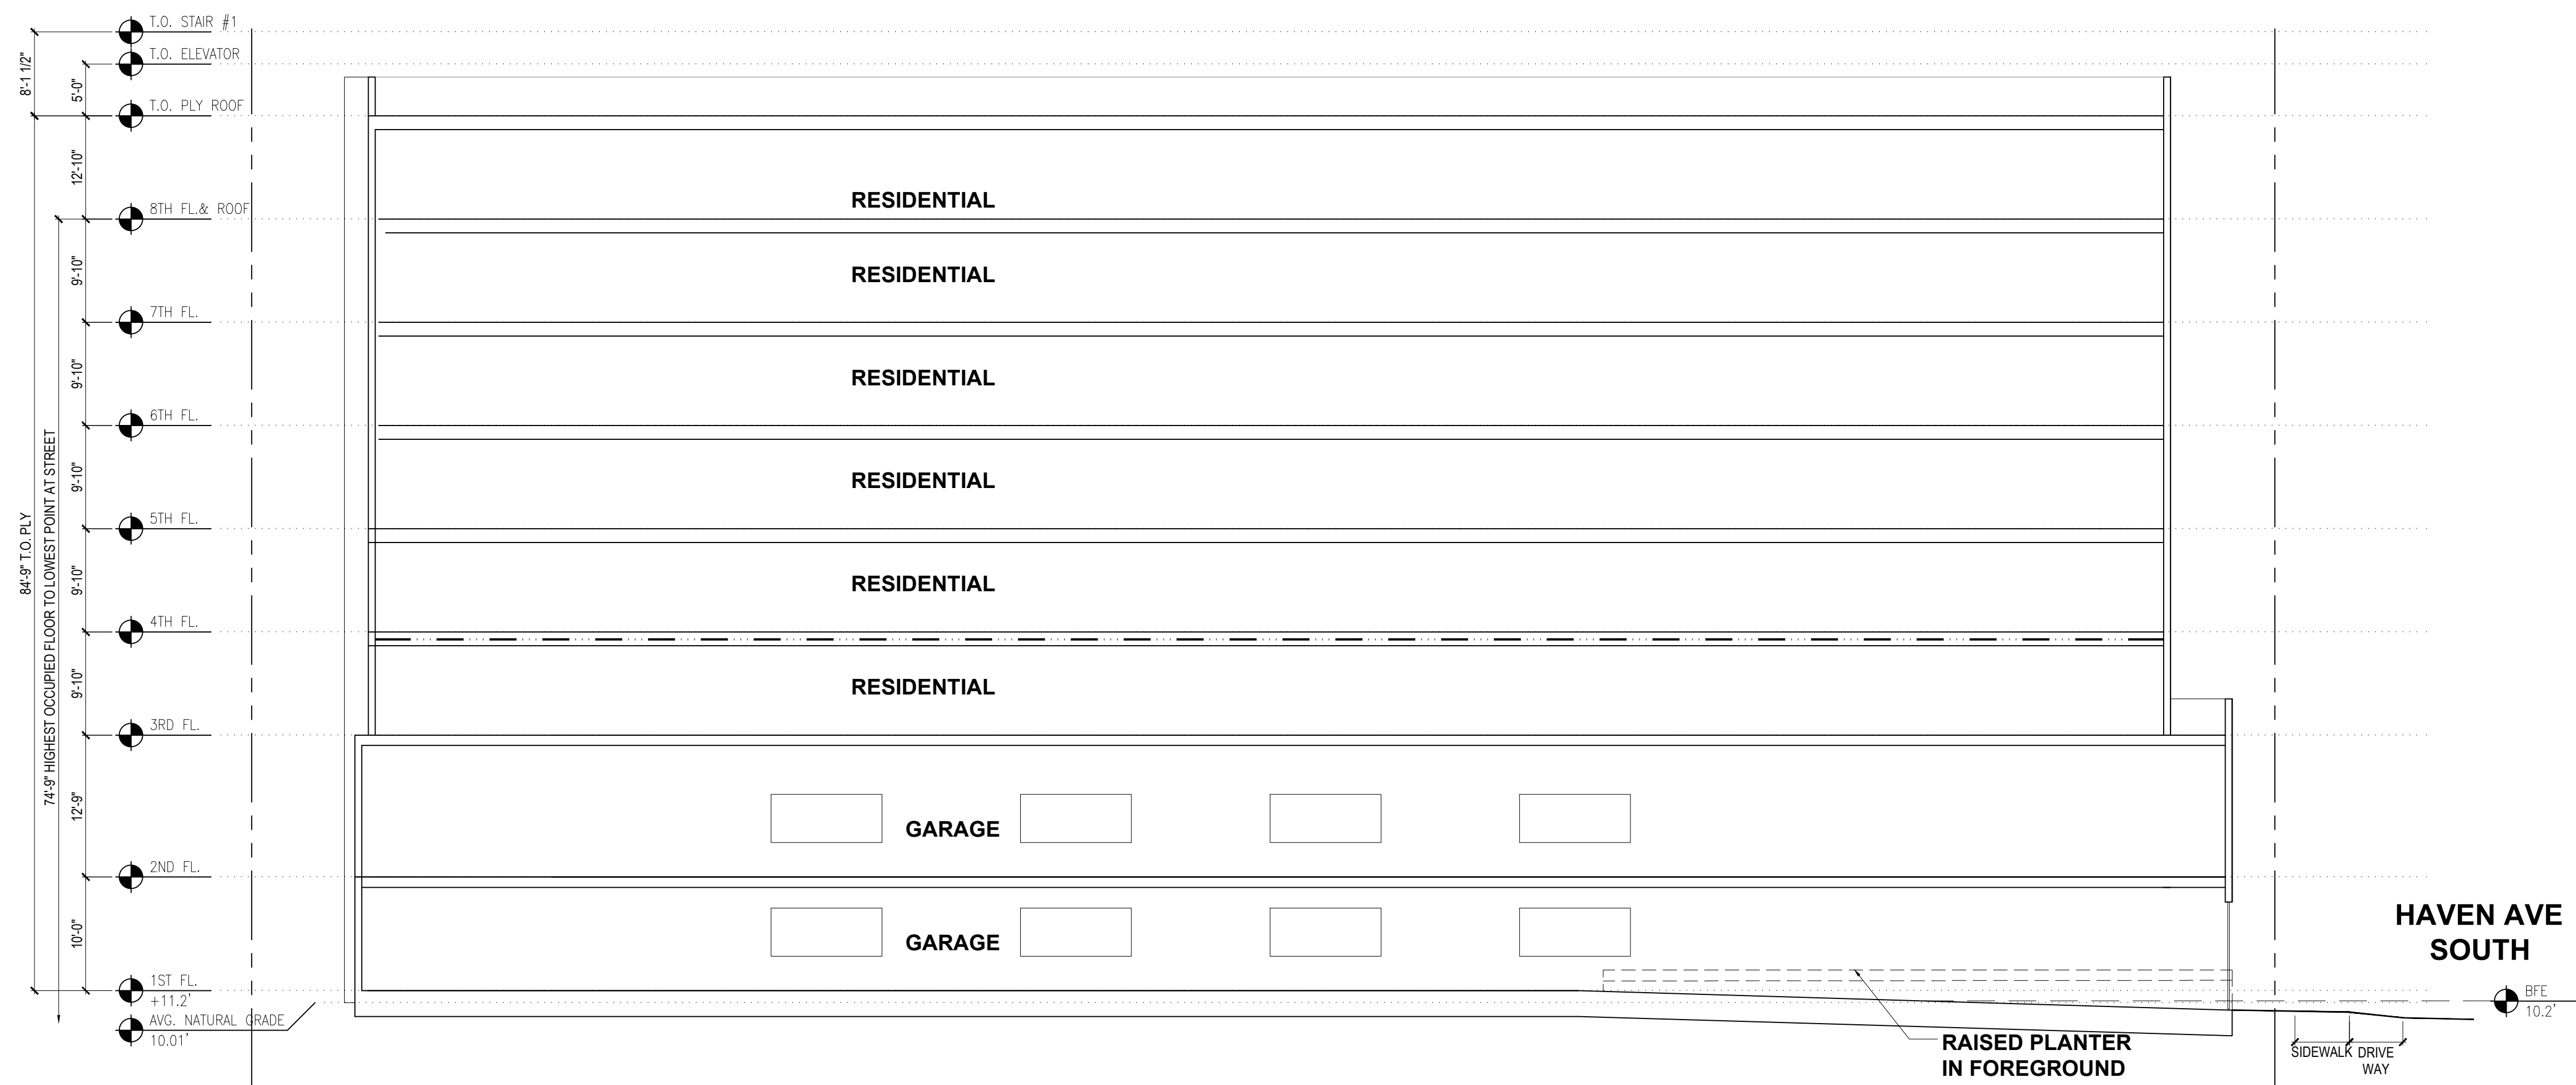 T.O. STAIR #1
T.O. ELEVATOR
T.O. PLY ROOF
8TH FL.& ROOF
7TH FL.
6TH FL.
5TH FL.
4TH FL.
3RD FL.
2ND FL.
1ST FL.
+11.2'
AVG. NATURAL GRADE
10.01'
8'-1 1/2"
84'-9" T.O. PLY
74'-9" HIGHEST OCCUPIED FLOOR TO LOWEST POINT AT STREET
5'-0"
12'-10"
9'-10"
9'-10"
9'-10"
9'-10"
9'-10"
12'-9"
10'-0"
RESIDENTIAL
RESIDENTIAL
RESIDENTIAL
RESIDENTIAL
RESIDENTIAL
RESIDENTIAL
GARAGE
GARAGE
RAISED PLANTER
IN FOREGROUND
HAVEN AVE
SOUTH
BFE
10.2'
SIDEWALK
DRIVE
WAY